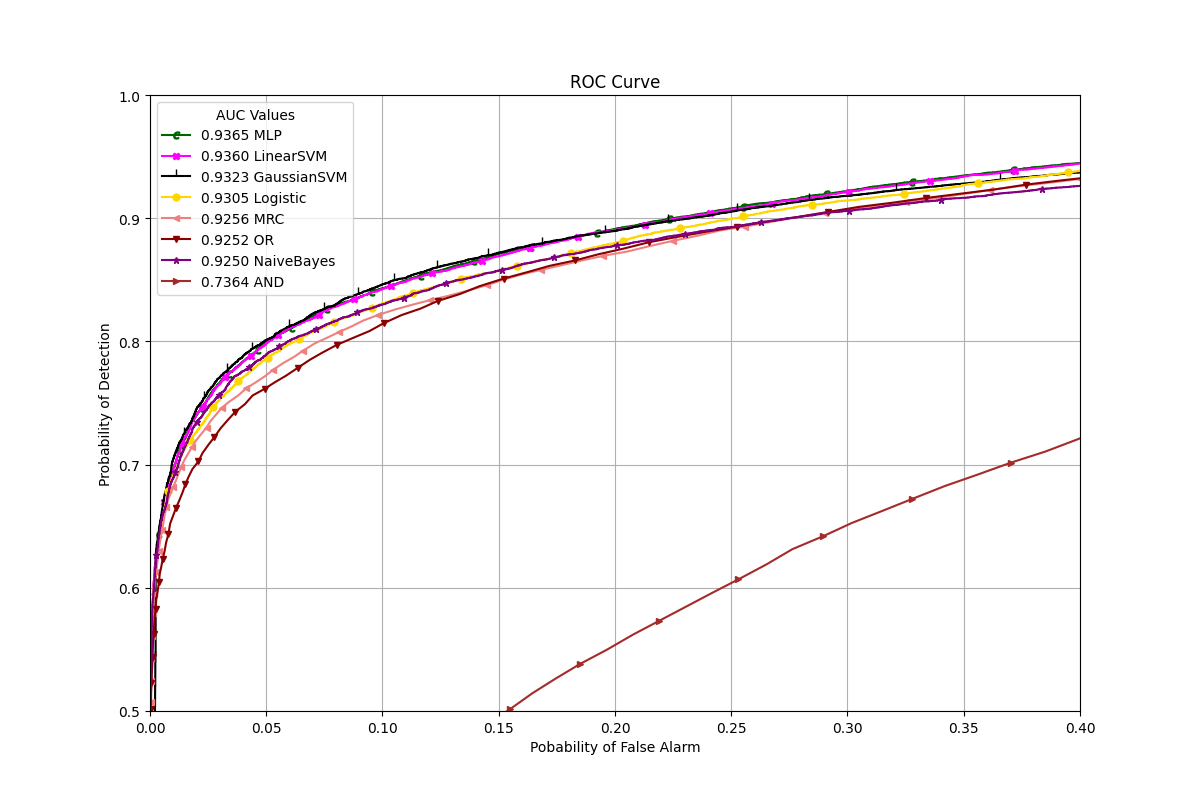 ROC Curve
AUC Values
0.9365 MLP
0.9360 LinearSVM
0.9323 GaussianSVM
0.9305 Logistic
0.9256 MRC
0.9252 OR
0.9250 NaiveBayes
0.7364 AND
1.0
0.9
0.8
0.7
0.6
0.5
Probability of Detection
0.00 0.05 0.10 0.15 0.20 0.25 0.30 0.35 0.40
Pobability of False Alarm